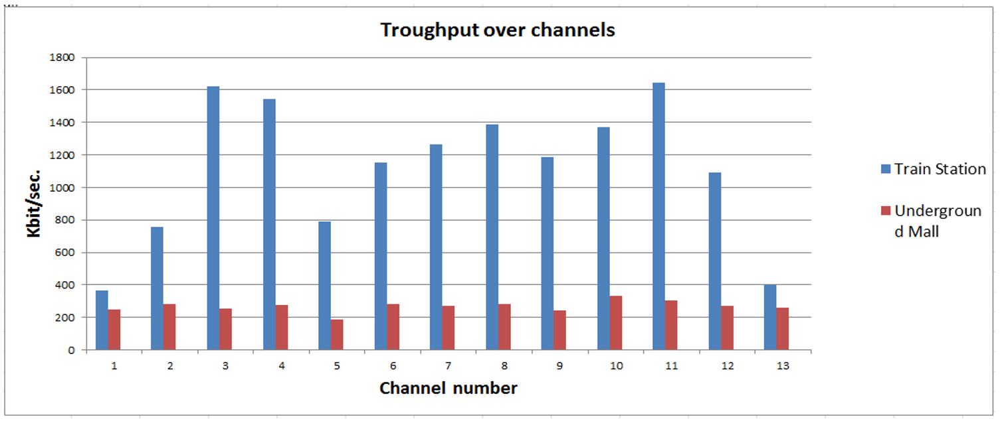 Troughput over channels
1800
1600
1400
1200
1000
800
600
400
200
0
Kbit/sec.
1 2 3 4 5 6 7 8 9 10 11 12 13
Channel number
Train Station
Undergroun
d Mall